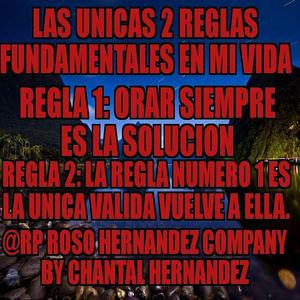 LAS UNICAS 2 REGLAS
FUNDAMENTALES EN MI VIDA
REGLA 1: ORAR SIEMPRE
ES LA SOLUCION
REGLA 2: LA REGLA NUMERO 1 ES
LA UNICA VALIDA VUELVE A ELLA.
@RP ROSO HERNANDEZ COMPANY
BY CHANTAL HERNANDEZ